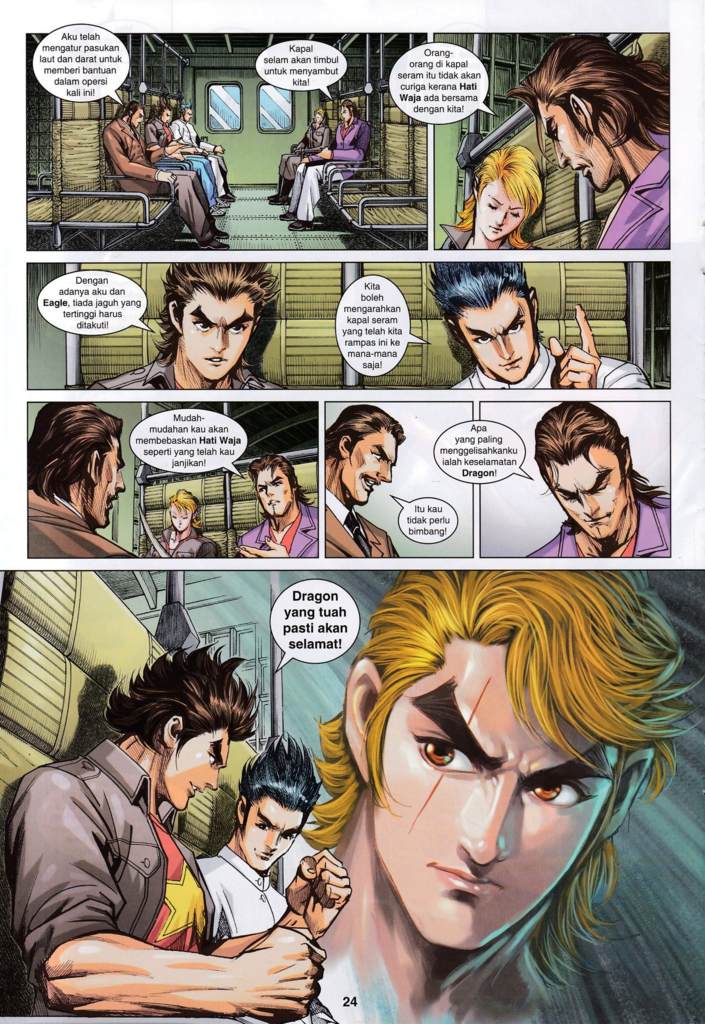 Aku telah
mengatur pasukan
laut dan darat untuk
memberi bantuan
dalam opersi
kali ini!
Kapal
selam akan timbul
untuk menyambut
kita!
Orang-
orang di kapal
seram itu tidak akan
curiga kerana Hati
Waja ada bersama
dengan kita!
Dengan
adanya aku dan
Eagle, tiada jaguh yang
tertinggi harus
ditakuti!
Kita
boleh
mengarahkan
kapal seram
yang telah kita
rampas ini ke
mana-mana
saja!
Mudah-
mudahan kau akan
membebaskan Hati Waja
seperti yang telah kau
janjikan!
Itu kau
tidak perlu
bimbang!
Apa
yang paling
menggelisahkanku
ialah keselamatan
Dragon!
Dragon
yang tuah
pasti akan
selamat!
24